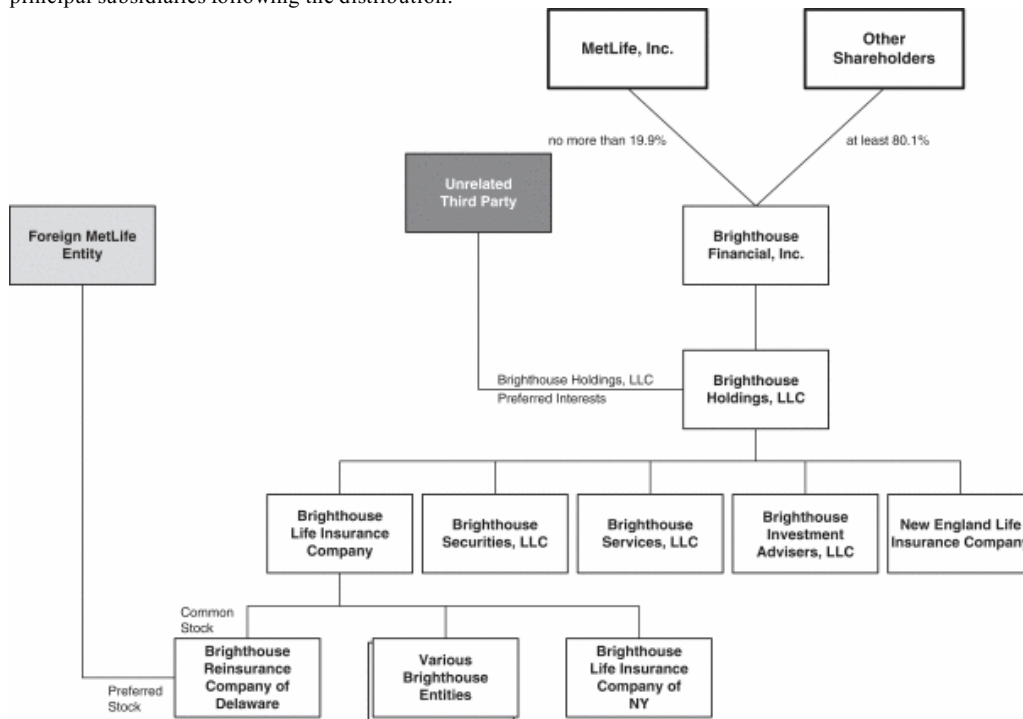 principal subsidiaries following the distribution.
MetLife, Inc.
Other
Shareholders
no more than 19.9%
at least 80.1%
Unrelated
Third Party
Foreign MetLife
Entity
Brighthouse
Financial, Inc.
Brighthouse Holdings, LLC
Preferred Interests
Brighthouse
Holdings, LLC
Brighthouse
Life Insurance
Company
Brighthouse
Securities, LLC
Brighthouse
Services, LLC
Brighthouse
Investment
Advisers, LLC
New England Life
Insurance Company
Common
Stock
Preferred
Stock
Brighthouse
Reinsurance
Company of
Delaware
Various
Brighthouse
Entities
Brighthouse
Life Insurance
Company of
NY